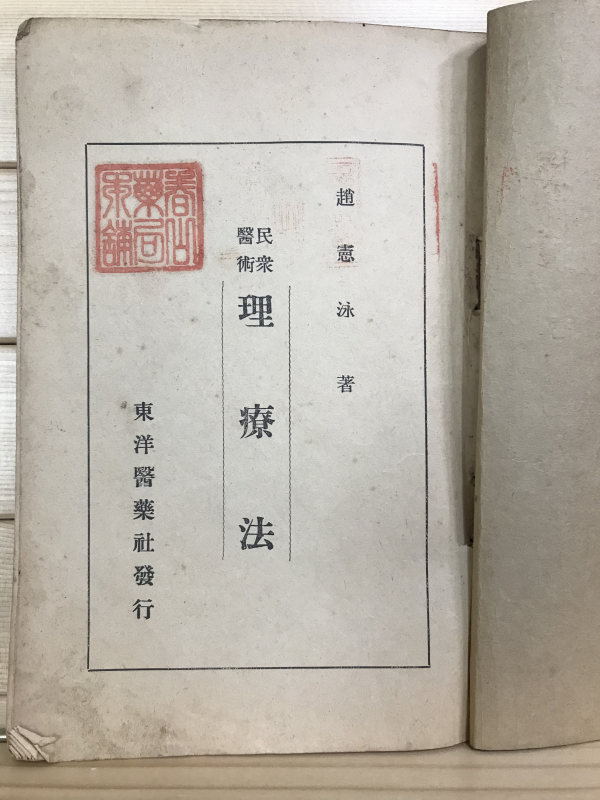 趙憲泳著
民衆
醫術
理療法
東洋醫藥社發行